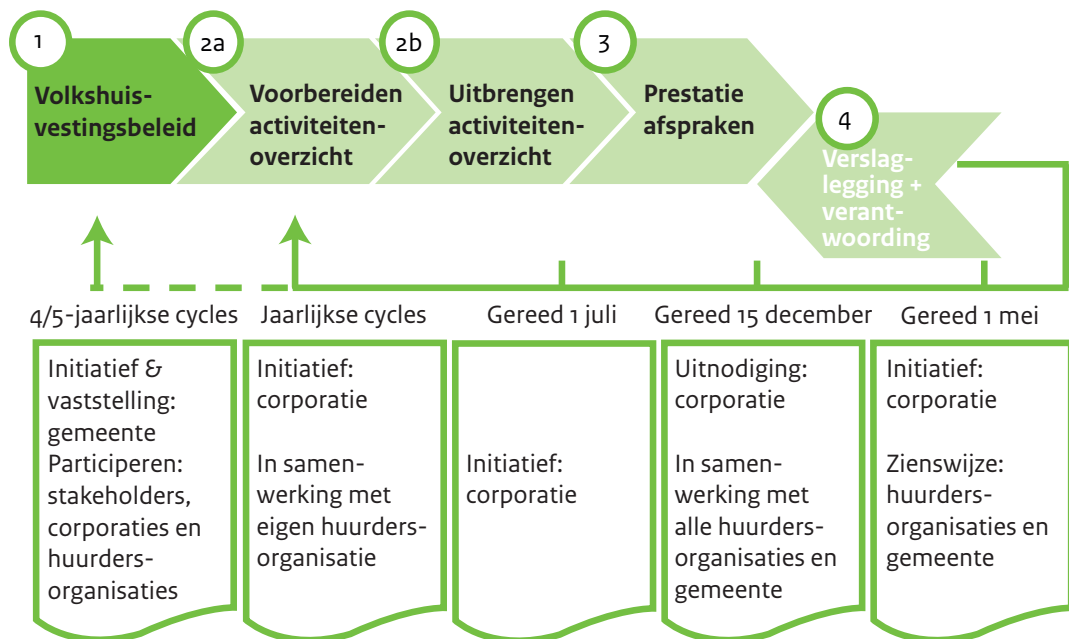 1
Volkshuis-
vestingsbeleid
2a
Voorbereiden
activiteiten-
overzicht
2b
Uitbrengen
activiteiten-
overzicht
3
Prestatie
afspraken
4
Verslag-
legging +
verant-
woording
4/5-jaarlijkse cycles
Jaarlijkse cycles
Gereed 1 juli
Gereed 15 december
Gereed 1 mei
Initiatief &
vaststelling:
gemeente
Participeren:
stakeholders,
corporaties en
huurders-
organisaties
Initiatief:
corporatie
In samen-
werking met
eigen huurders-
organisatie
Initiatief:
corporatie
Uitnodiging:
corporatie
In samen-
werking met
alle huurders-
organisaties en
gemeente
Initiatief:
corporatie
Zienswijze:
huurders-
organisaties en
gemeente